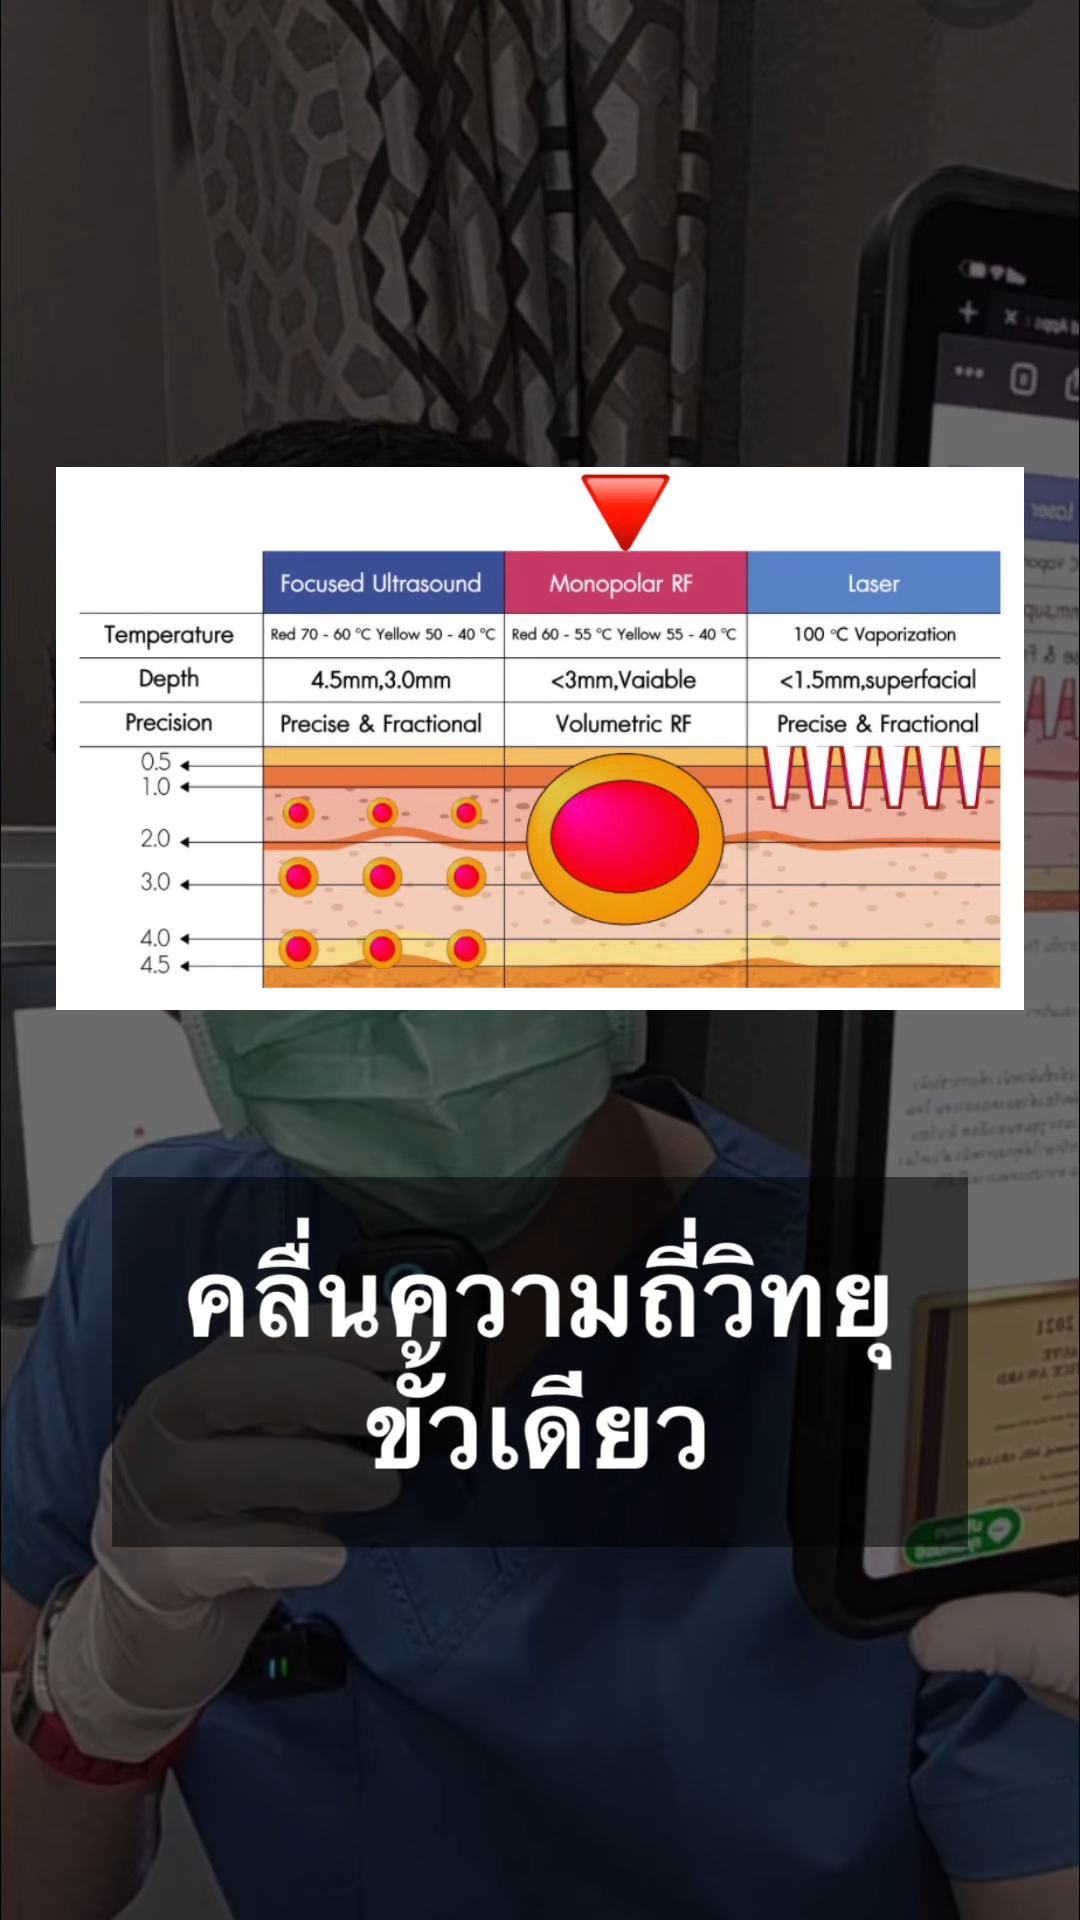 Focused Ultrasound Monopolar RF Laser
Temperature Red 70 - 60 °C Yellow 50 - 40 °C Red 60 - 55 °C Yellow 55 - 40 °C 100 °C Vaporization
Depth 4.5mm,3.0mm <3mm,Vaiable <1.5mm,superfacial
Precision Precise & Fractional Volumetric RF Precise & Fractional
0.5
1.0
2.0
3.0
4.0
4.5
คลื่นความถี่วิทยุ
ขั้วเดียว
2021